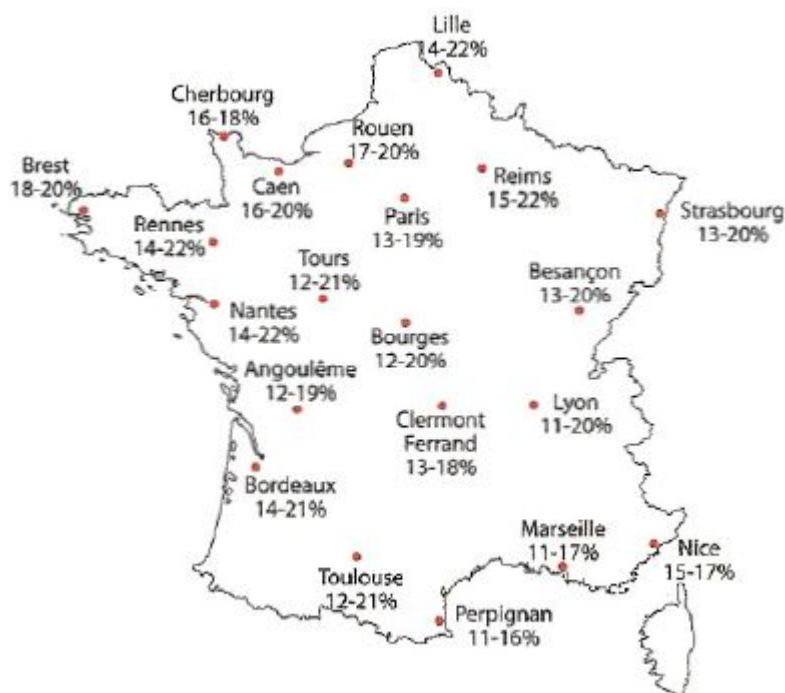 Lille
14-22%
Cherbourg
16-18%
Rouen
17-20%
Brest
18-20%
Caen
16-20%
Reims
15-22%
Paris
13-19%
Strasbourg
13-20%
Rennes
14-22%
Tours
12-21%
Besançon
13-20%
Nantes
14-22%
Bourges
12-20%
Angoulême
12-19%
Clermont
Ferrand
13-18%
Lyon
11-20%
Bordeaux
14-21%
Marseille
11-17%
Nice
15-17%
Toulouse
12-21%
Perpignan
11-16%